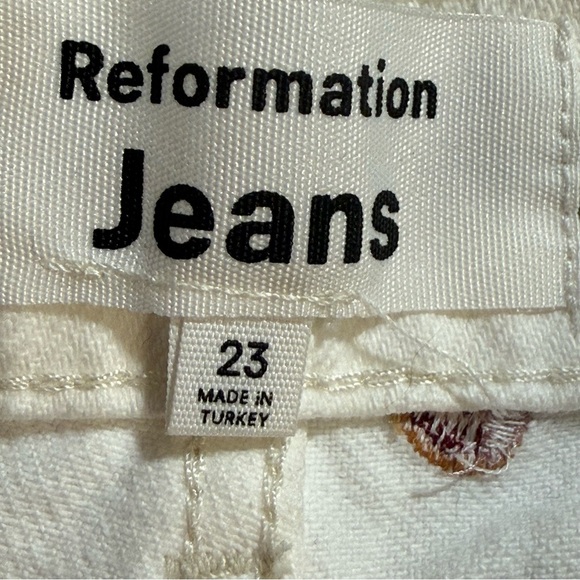 Reformation
Jeans
23
MADE iN
TURKEY